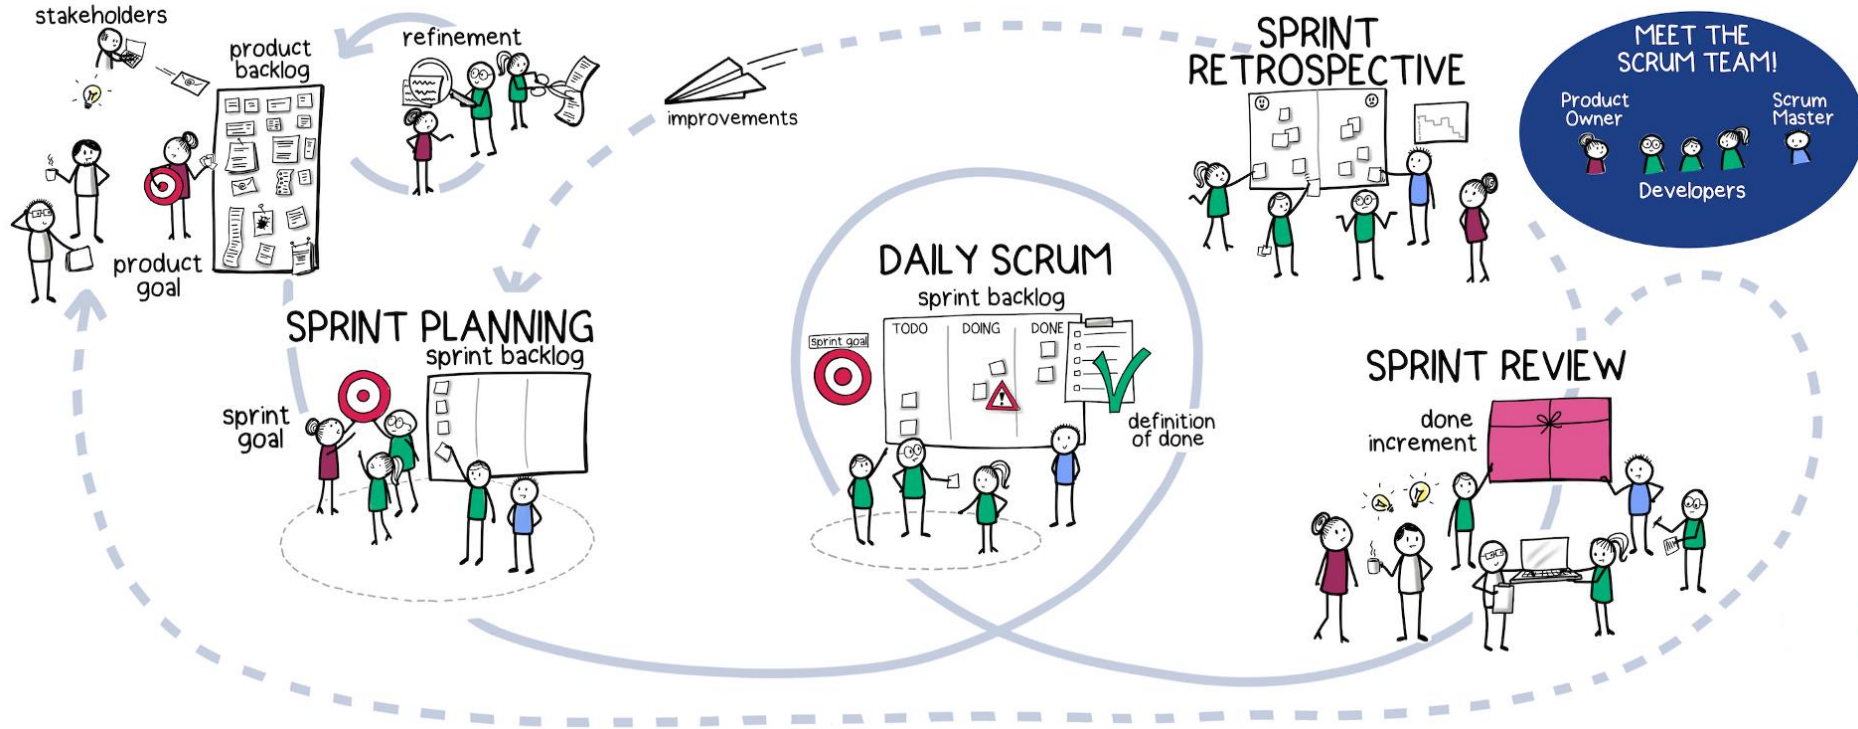 stakeholders
product
backlog
product
goal
refinement
improvements
SPRINT
RETROSPECTIVE
MEET THE
SCRUM TEAM!
Product
Owner
Scrum
Master
Developers
SPRINT PLANNING
sprint backlog
sprint
goal
DAILY SCRUM
sprint backlog
sprint goal
TODO
DOING
DONE
definition
of done
SPRINT REVIEW
done
increment